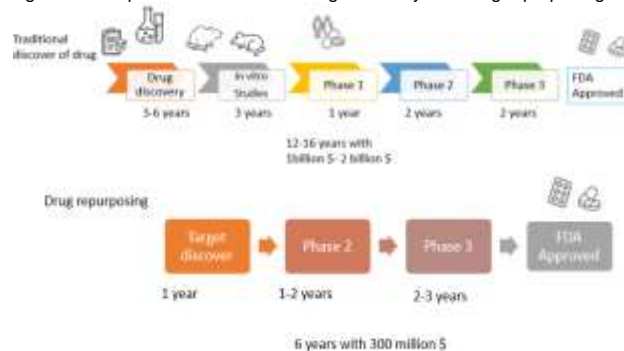 Traditional
discover of drug
Drug
discovery
In vitro
Studies
Phase 1
Phase 2
Phase 3
FDA
Approved
3-6 years
3 years
1 year
2 years
2 years
12-16 years with
1billion $- 2 billion $
Drug repurposing
Target
discover
Phase 2
Phase 3
FDA
Approved
1 year
1-2 years
2-3 years
6 years with 300 million $